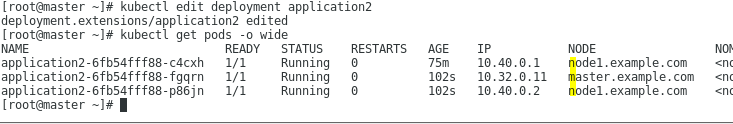 [root@master ~]# kubectl edit deployment application2
deployment.extensions/application2 edited
[root@master ~]# kubectl get pods -o wide
NAME READY STATUS RESTARTS AGE IP NODE NOM
application2-6fb54fff88-c4cxh 1/1 Running 0 75m 10.40.0.1 node1.example.com <no
application2-6fb54fff88-fgqrn 1/1 Running 0 102s 10.32.0.11 master.example.com <no
application2-6fb54fff88-p86jn 1/1 Running 0 102s 10.40.0.2 node1.example.com <no
[root@master ~]#